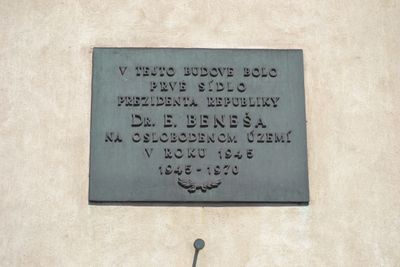 V TEJTO BUDOVE BOLO
PRVÉ SÍDLO
PREZIDENTA REPUBLIKY
DR. E. BENEŠA
NA OSLOBODENOM ÚZEMÍ
V ROKU 1945
1945-1970